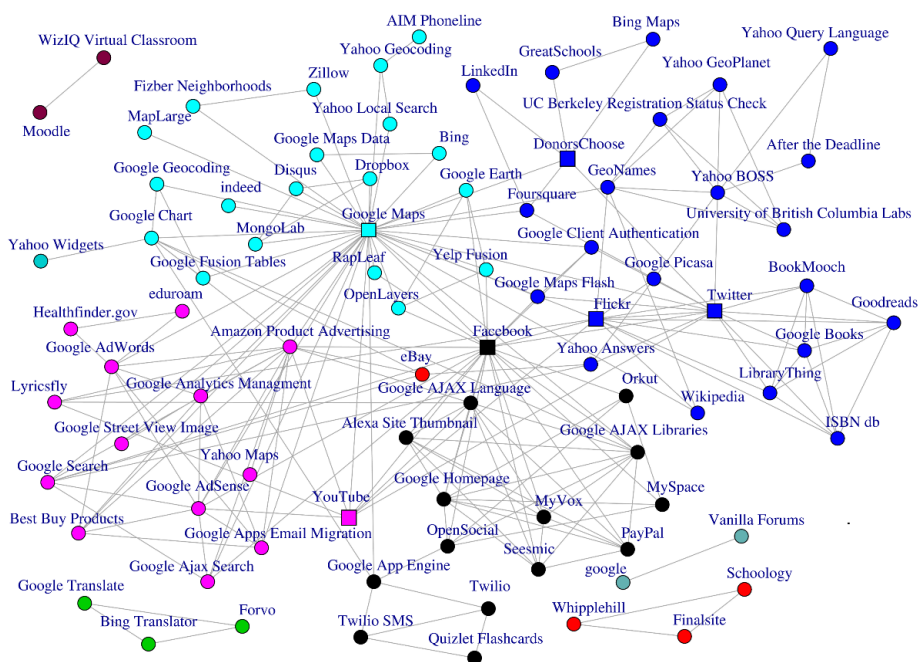 AIM Phoneline
Bing Maps
WizIQ Virtual Classroom
Yahoo Geocoding
GreatSchools
Yahoo Query Language
Fizber Neighborhoods
Zillow
LinkedIn
Yahoo GeoPlanet
MapLarge
Yahoo Local Search
UC Berkeley Registration Status Check
Moodle
Google Maps Data
Bing
DonorsChoose
After the Deadline
Google Geocoding
Disqus
Dropbox
Google Earth
GeoNames
Yahoo BOSS
indeed
Foursquare
Google Chart
Google Maps
University of British Columbia Labs
MongoLab
Google Client Authentication
Yahoo Widgets
Google Fusion Tables
RapLeaf
Yelp Fusion
Google Picasa
BookMooch
eduroam
OpenLayers
Google Maps Flash
Flickr
Twitter
Goodreads
Healthfinder.gov
Amazon Product Advertising
Facebook
Google Books
Google AdWords
eBay
Yahoo Answers
LibraryThing
Lyricsfly
Google Analytics Managment
Google AJAX Language
Orkut
Wikipedia
ISBN db
Google Street View Image
Alexa Site Thumbnail
Google AJAX Libraries
Google Search
Yahoo Maps
Google Homepage
MySpace
Google AdSense
YouTube
MyVox
Best Buy Products
Google Apps Email Migration
OpenSocial
PayPal
Vanilla Forums
Google Ajax Search
Google App Engine
Seesmic
google
Schoology
Google Translate
Forvo
Twilio
Whipplehill
Bing Translator
Twilio SMS
Finalsite
Quizlet Flashcards